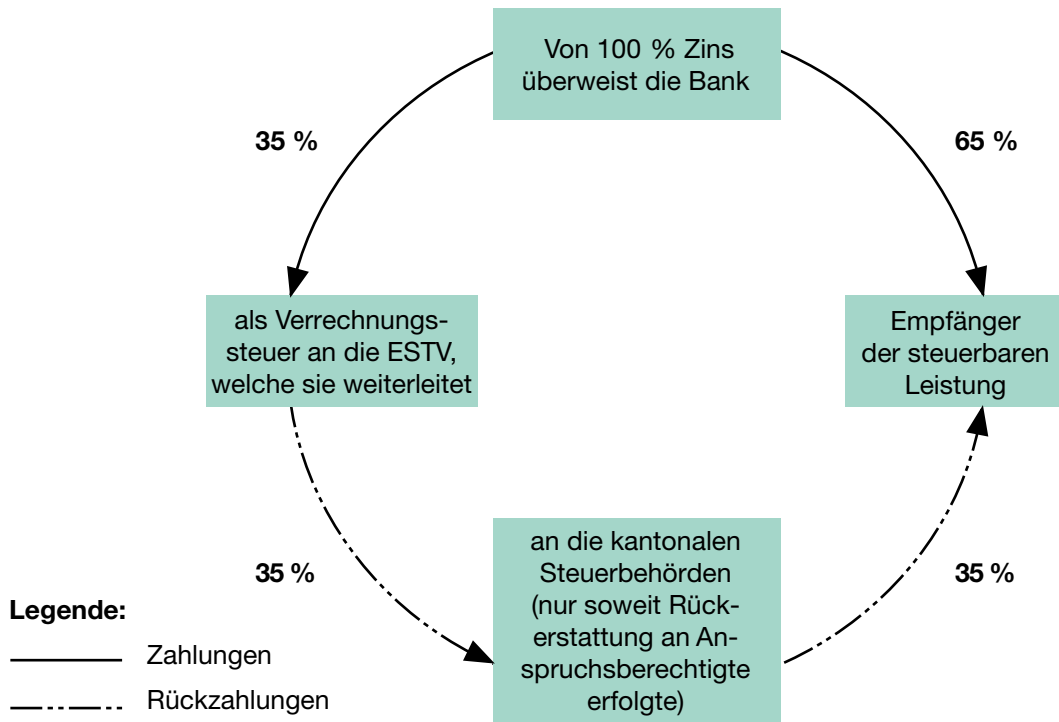 Von 100 % Zins
überweist die Bank
35 %
65 %
als Verrechnungs-
steuer an die ESTV,
welche sie weiterleitet
Empfänger
der steuerbaren
Leistung
35 %
an die kantonalen
Steuerbehörden
(nur soweit Rück-
erstattung an An-
spruchsberechtigte
erfolgte)
35 %
Legende:
Zahlungen
Rückzahlungen